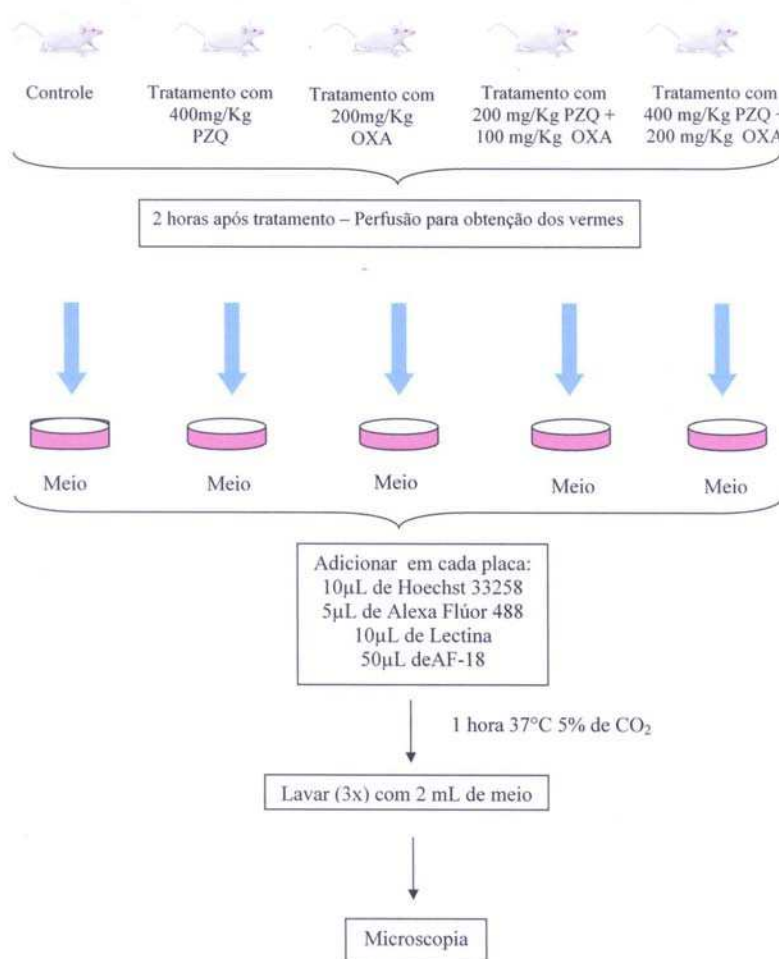 Controle
Tratamento com
400mg/Kg
PZQ
Tratamento com
200mg/Kg
OXA
Tratamento com
200 mg/Kg PZQ +
100 mg/Kg OXA
Tratamento com
400 mg/Kg PZQ +
200 mg/Kg OXA
2 horas após tratamento – Perfusão para obtenção dos vermes
Meio
Meio
Meio
Meio
Meio
Adicionar em cada placa:
10µL de Hoechst 33258
5µL de Alexa Flúor 488
10µL de Lectina
50µL deAF-18
1 hora 37°C 5% de CO₂
Lavar (3x) com 2 mL de meio
Microscopia